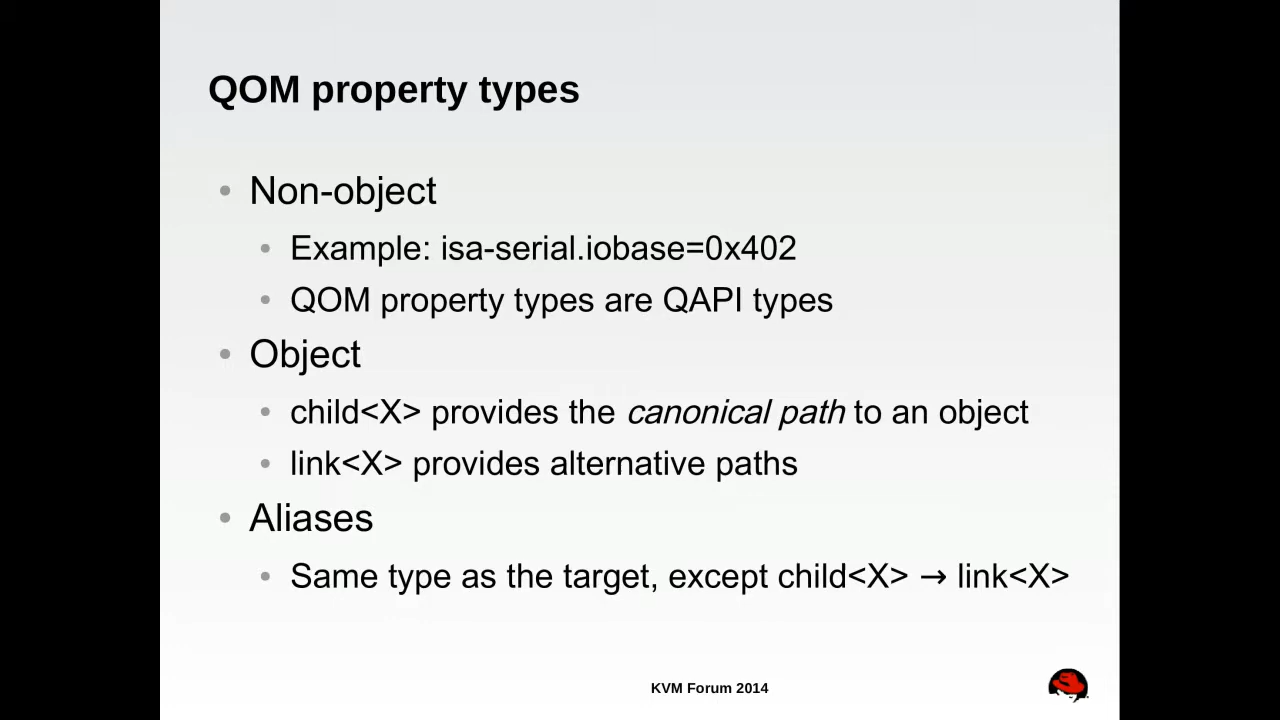 QOM property types
• Non-object
• Example: isa-serial.iobase=0x402
• QOM property types are QAPI types
• Object
• child<X> provides the canonical path to an object
• link<X> provides alternative paths
• Aliases
• Same type as the target, except child<X> → link<X>
KVM Forum 2014